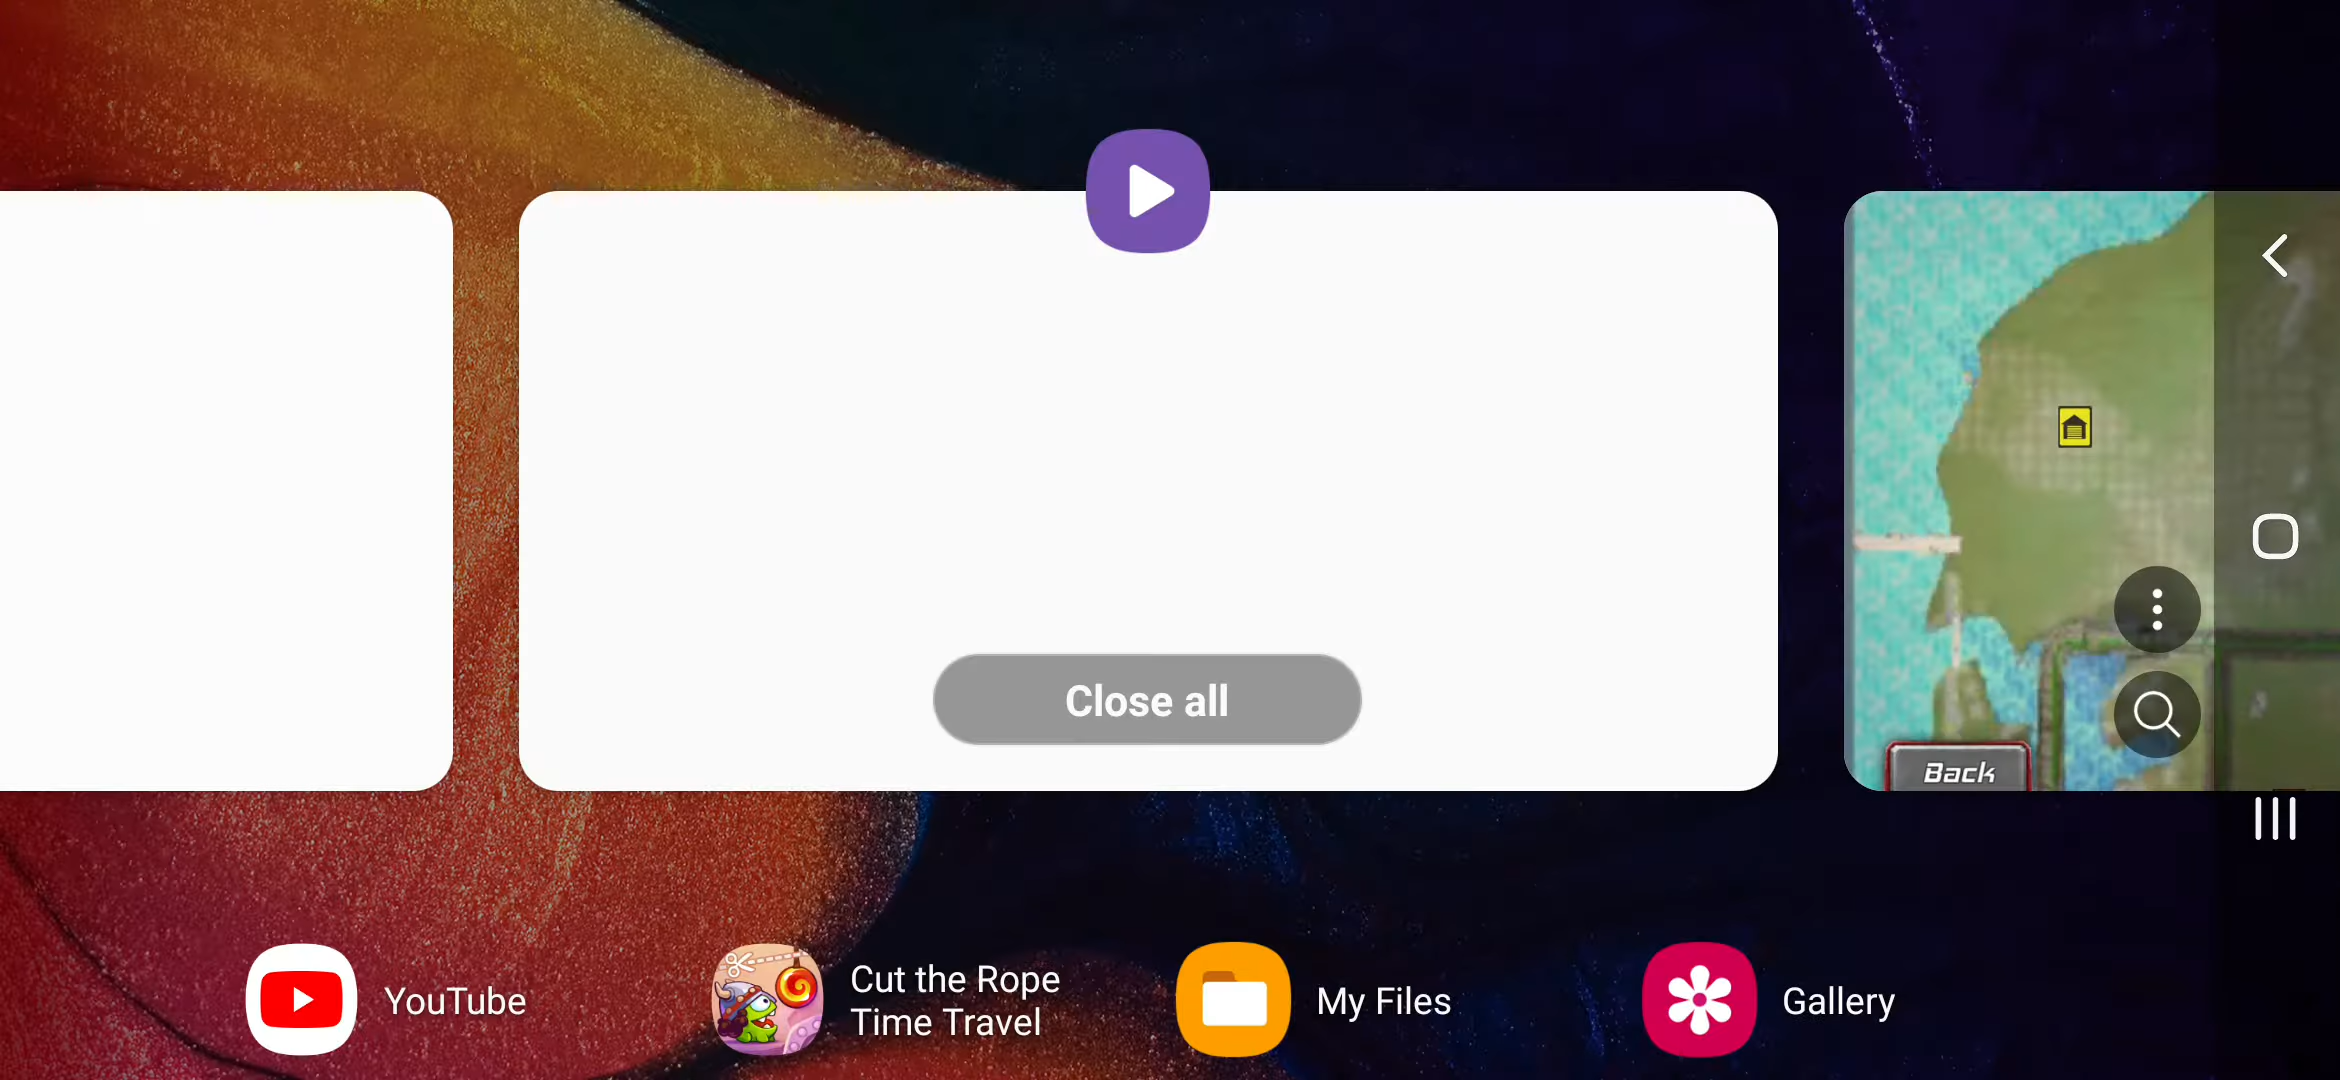 Close all
Back
YouTube
Cut the Rope
Time Travel
My Files
Gallery